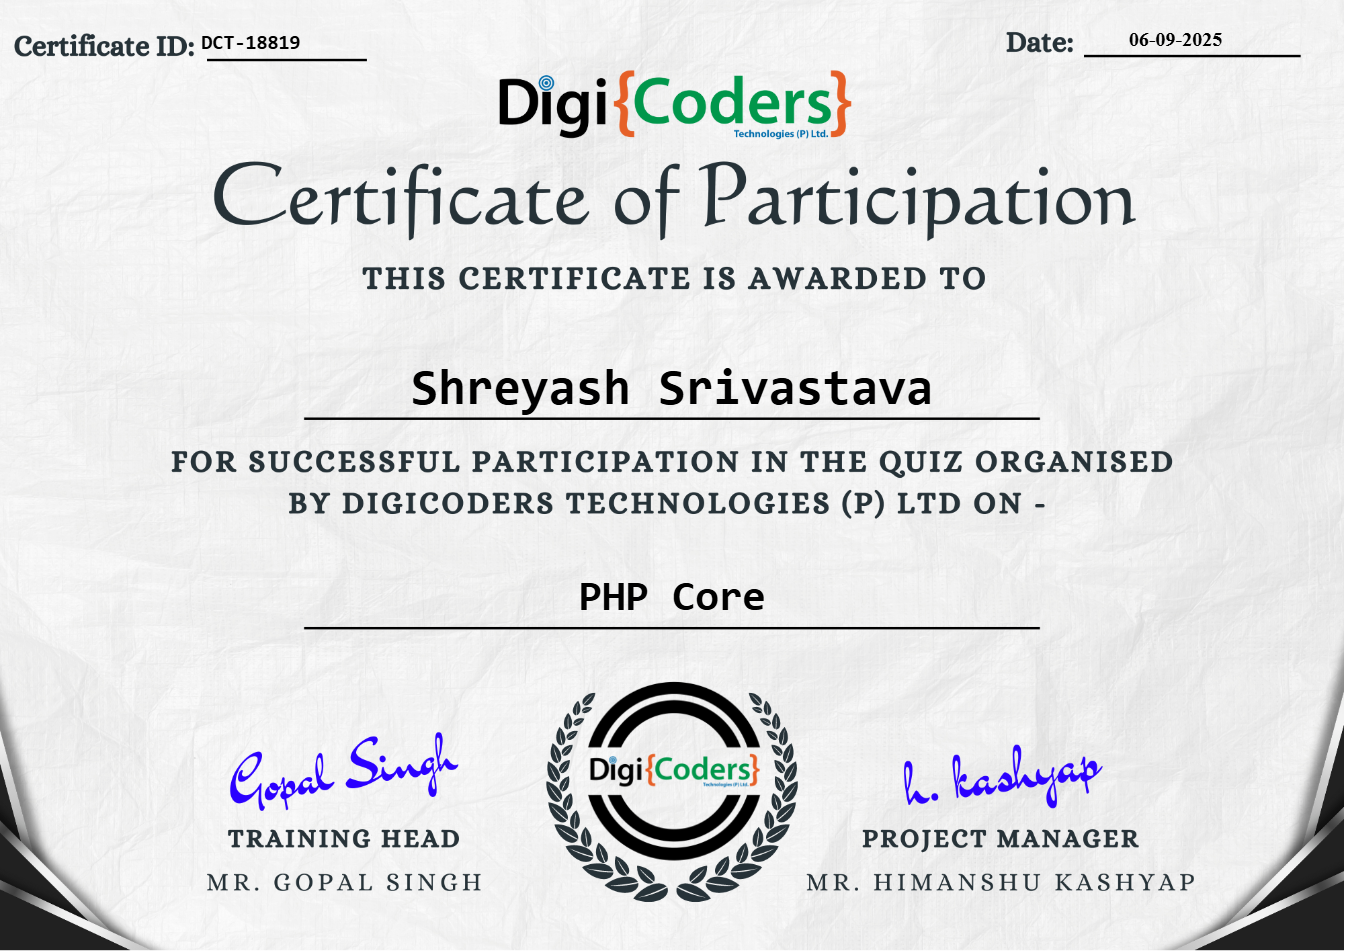 Certificate ID: DCT-18819
Date: 06-09-2025
Digi{Coders}
Technologies (P) Ltd.
Certificate of Participation
THIS CERTIFICATE IS AWARDED TO
Shreyash Srivastava
FOR SUCCESSFUL PARTICIPATION IN THE QUIZ ORGANISED
BY DIGICODERS TECHNOLOGIES (P) LTD ON -
PHP Core
Gopal Singh
TRAINING HEAD
MR. GOPAL SINGH
Digi{Coders}
Technologies (P) Ltd.
h. kashyap
PROJECT MANAGER
MR. HIMANSHU KASHYAP